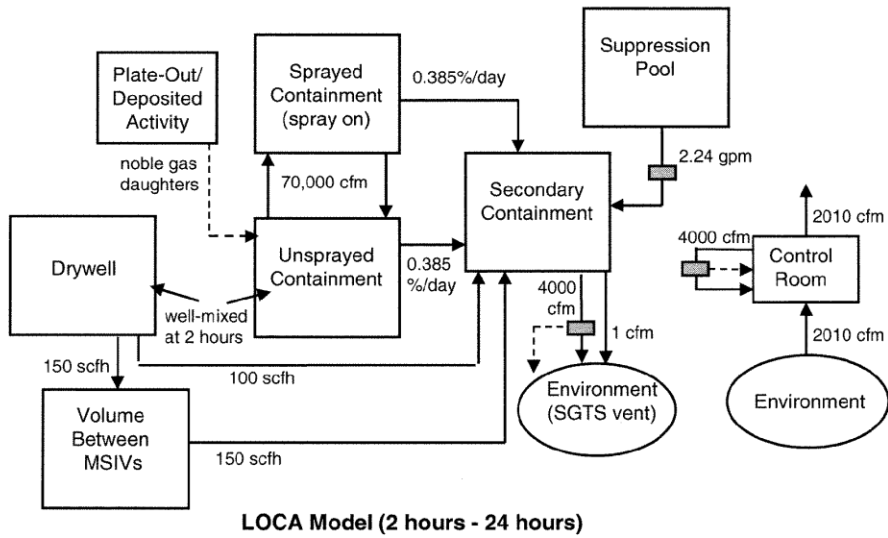 Plate-Out/
Deposited
Activity
Sprayed
Containment
(spray on)
0.385%/day
Suppression
Pool
noble gas
daughters
70,000 cfm
2.24 gpm
Secondary
Containment
2010 cfm
4000 cfm
Control
Room
Drywell
Unsprayed
Containment
0.385
%/day
well-mixed
at 2 hours
4000
cfm
1 cfm
2010 cfm
150 scfh
100 scfh
Volume
Between
MSIVs
150 scfh
Environment
(SGTS vent)
Environment
LOCA Model (2 hours - 24 hours)